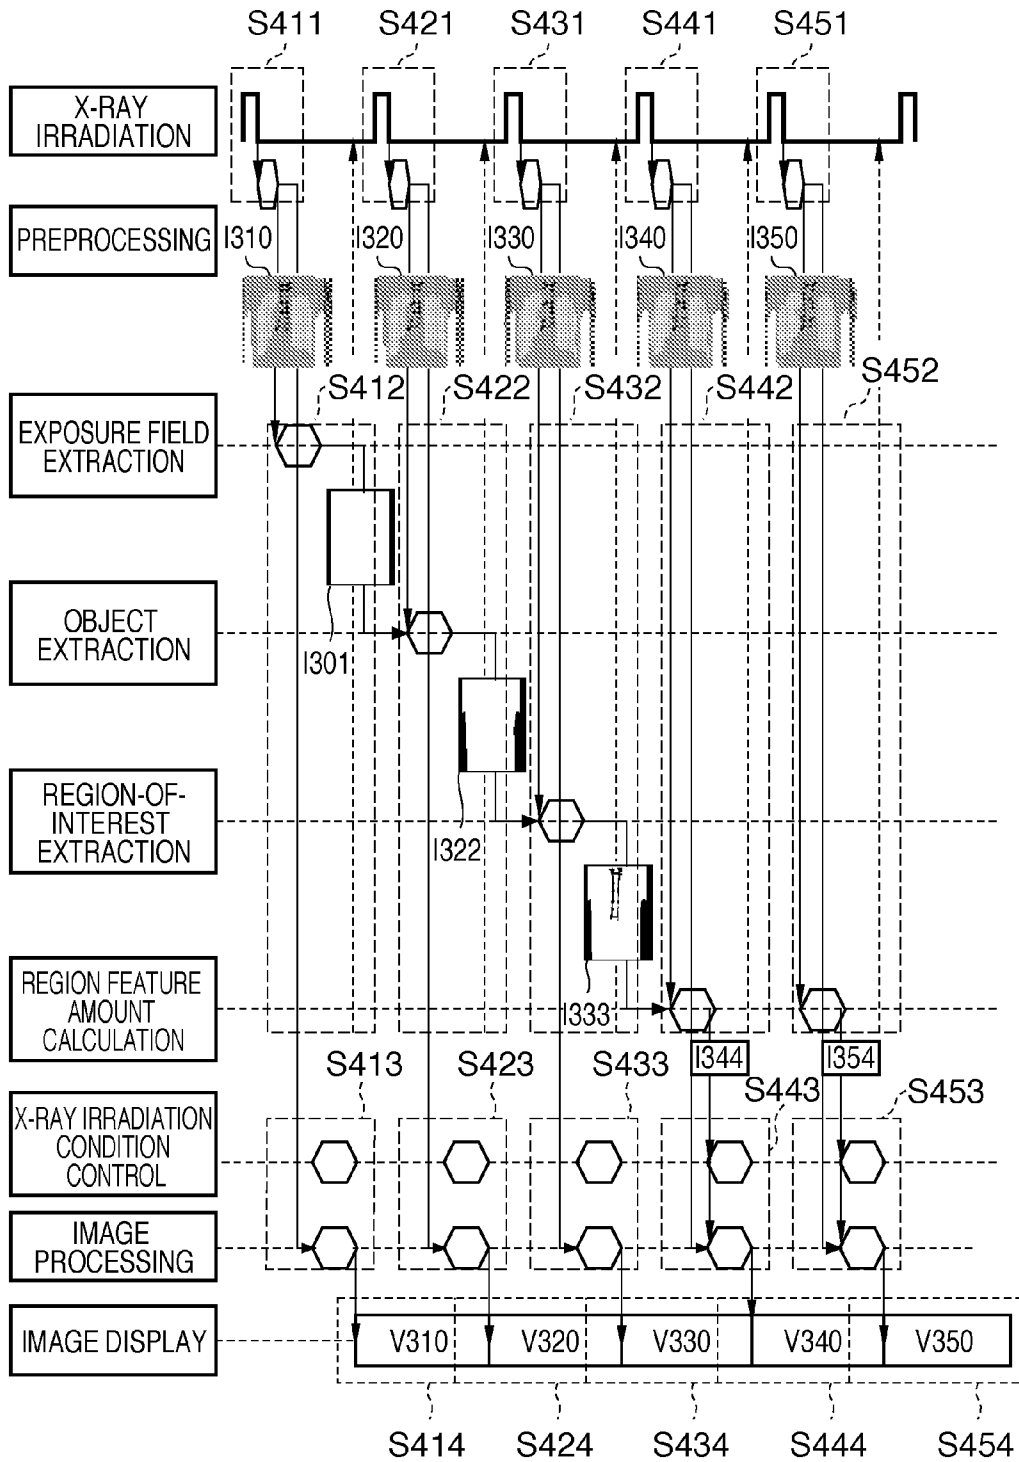 S411 S421 S431 S441 S451
X-RAY
IRRADIATION
PREPROCESSING
I310 I320 I330 I340 I350
S412 S422 S432 S442 S452
EXPOSURE FIELD
EXTRACTION
OBJECT
EXTRACTION
I301
REGION-OF-
INTEREST
EXTRACTION
I322
REGION FEATURE
AMOUNT
CALCULATION
I333
I344 I354
S413 S423 S433 S443 S453
X-RAY IRRADIATION
CONDITION
CONTROL
IMAGE
PROCESSING
IMAGE DISPLAY
V310 V320 V330 V340 V350
S414 S424 S434 S444 S454